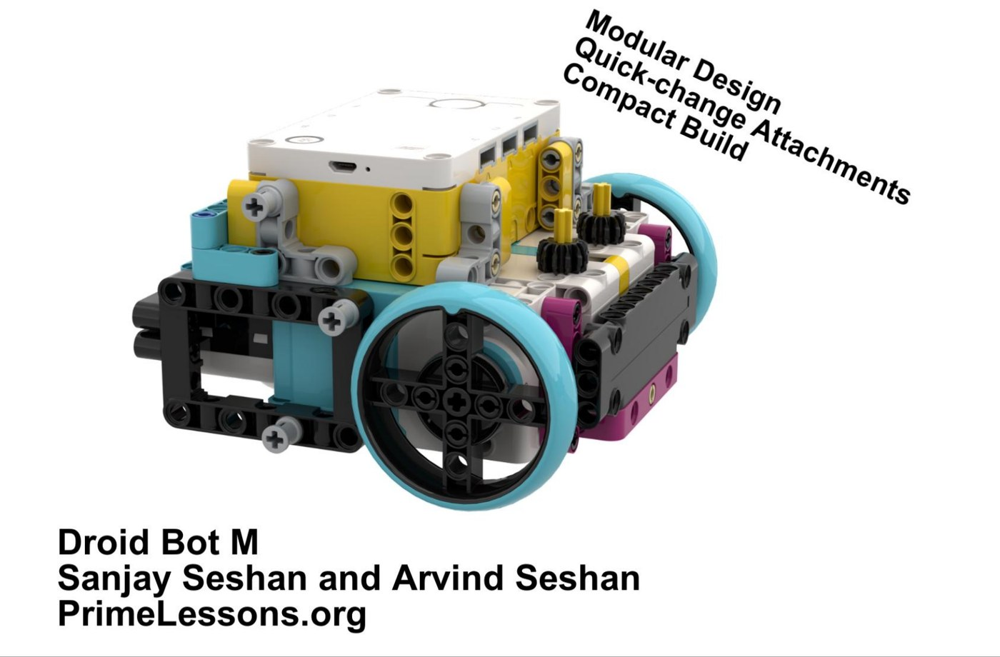 Modular Design
Quick-change Attachments
Compact Build
Droid Bot M
Sanjay Seshan and Arvind Seshan
PrimeLessons.org